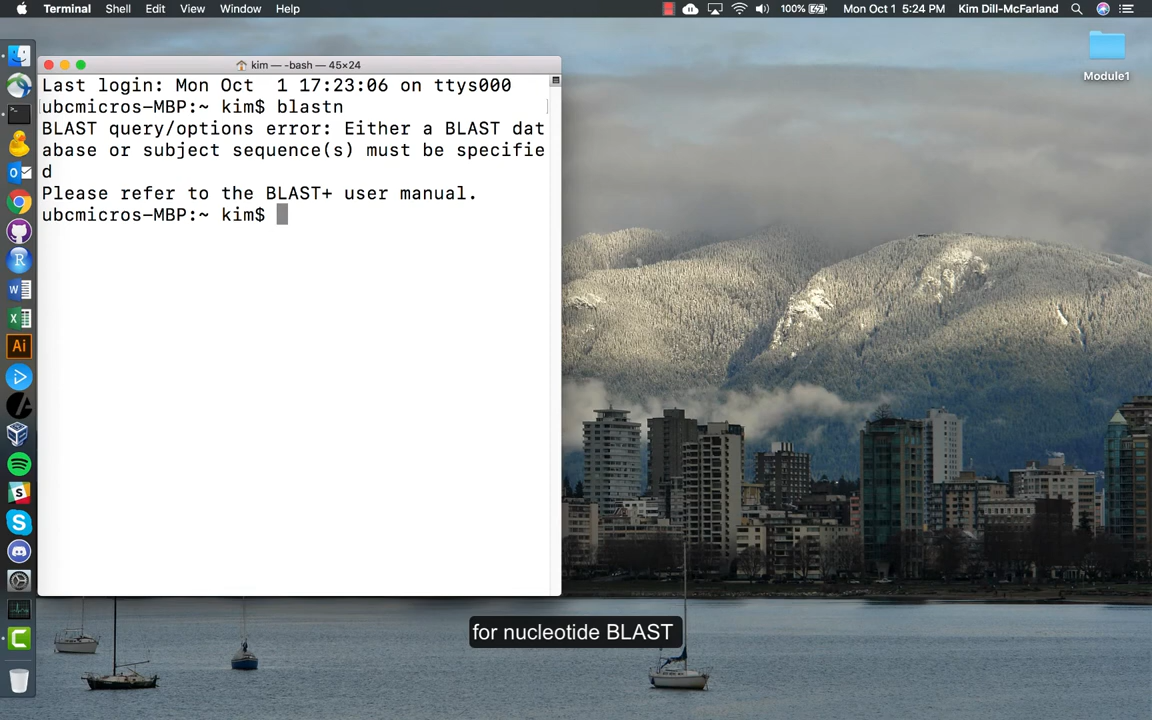 Terminal Shell Edit View Window Help 100% Mon Oct 1 5:24 PM Kim Dill-McFarland
Module1
kim — -bash — 45×24
Last login: Mon Oct  1 17:23:06 on ttys000
ubcmicros-MBP:~ kim$ blastn
BLAST query/options error: Either a BLAST dat
abase or subject sequence(s) must be specifie
d
Please refer to the BLAST+ user manual.
ubcmicros-MBP:~ kim$
for nucleotide BLAST